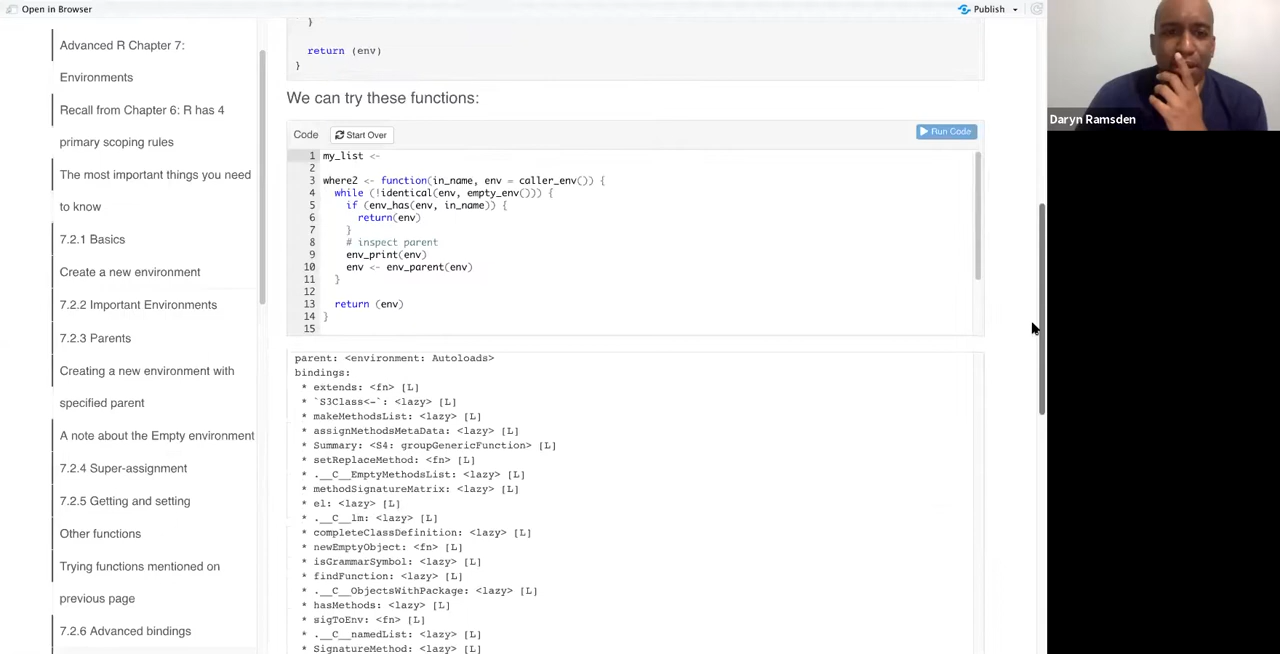 Open in Browser
Publish
Advanced R Chapter 7:
Environments
Recall from Chapter 6: R has 4
primary scoping rules
The most important things you need
to know
7.2.1 Basics
Create a new environment
7.2.2 Important Environments
7.2.3 Parents
Creating a new environment with
specified parent
A note about the Empty environment
7.2.4 Super-assignment
7.2.5 Getting and setting
Other functions
Trying functions mentioned on
previous page
7.2.6 Advanced bindings
}
return (env)
}
We can try these functions:
Code Start Over Run Code
1 my_list <-
2
3 where2 <- function(in_name, env = caller_env()) {
4 while (!identical(env, empty_env())) {
5 if (env_has(env, in_name)) {
6 return(env)
7 }
8 # inspect parent
9 env_print(env)
10 env <- env_parent(env)
11 }
12
13 return (env)
14 }
15
parent: <environment: Autoloads>
bindings:
* extends: <fn> [L]
* `S3Class<-`: <lazy> [L]
* makeMethodsList: <lazy> [L]
* assignMethodsMetaData: <lazy> [L]
* Summary: <S4: groupGenericFunction> [L]
* setReplaceMethod: <fn> [L]
* .__C__EmptyMethodsList: <lazy> [L]
* methodSignatureMatrix: <lazy> [L]
* el: <lazy> [L]
* .__C__lm: <lazy> [L]
* completeClassDefinition: <lazy> [L]
* newEmptyObject: <fn> [L]
* isGrammarSymbol: <lazy> [L]
* findFunction: <lazy> [L]
* .__C__ObjectsWithPackage: <lazy> [L]
* hasMethods: <lazy> [L]
* sigToEnv: <fn> [L]
* .__C__namedList: <lazy> [L]
* SignatureMethod: <lazy> [L]
Daryn Ramsden